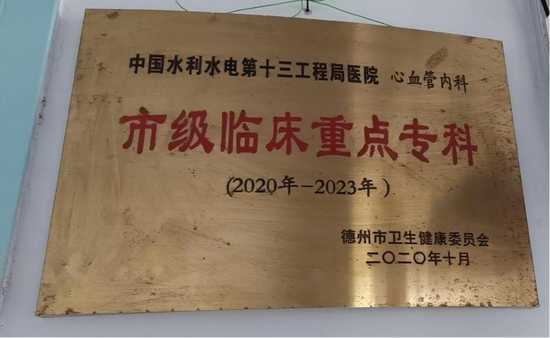 中国水利水电第十三工程局医院 心血管内科
市级临床重点专科
(2020年-2023年)
德州市卫生健康委员会
二〇二〇年十月